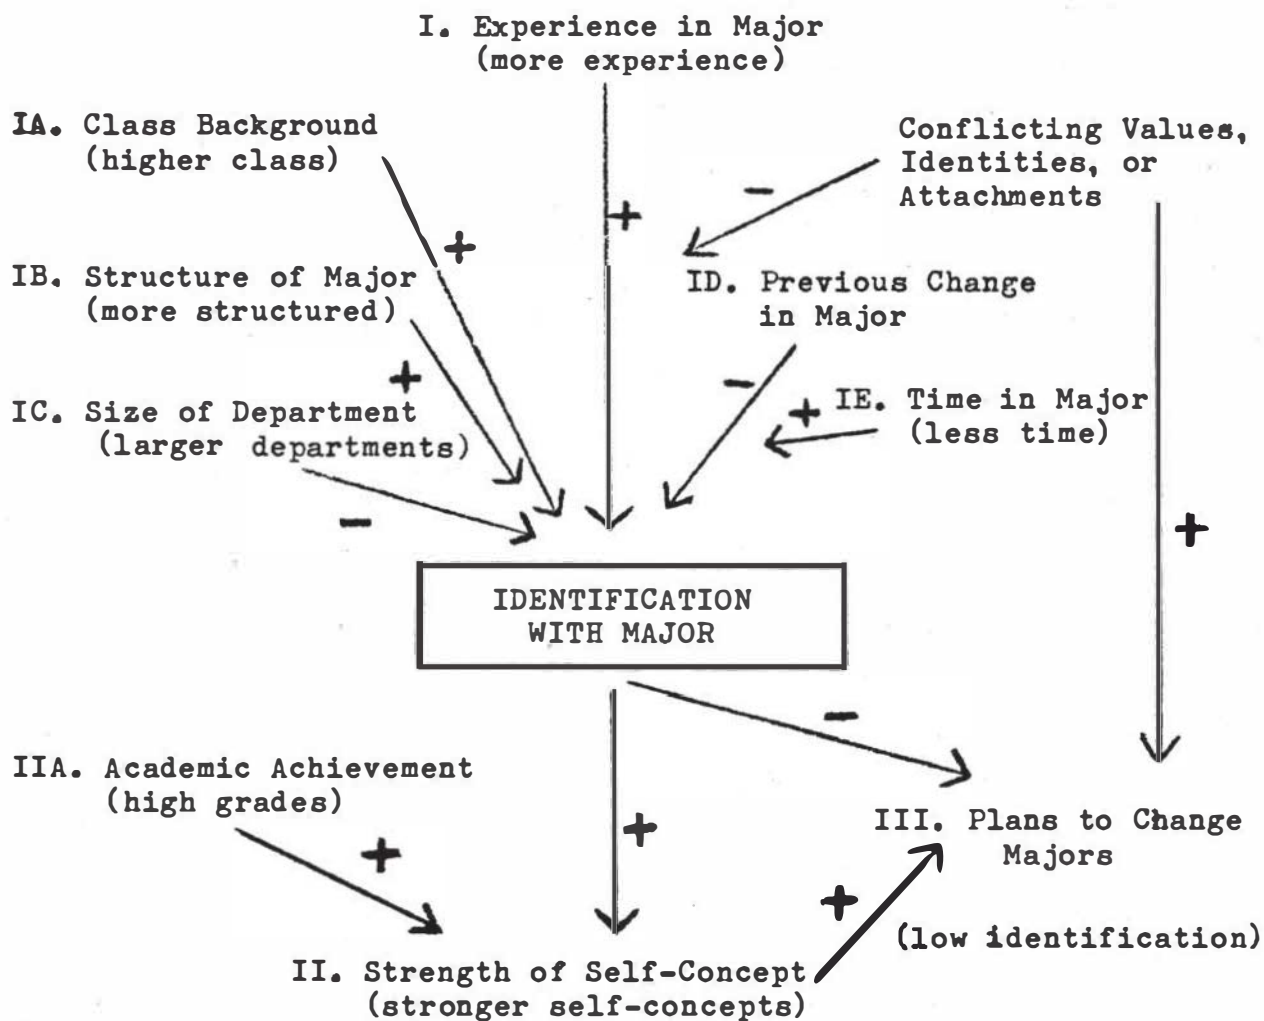 I. Experience in Major
(more experience)
IA. Class Background
(higher class)
Conflicting Values,
Identities, or
Attachments
-
+
+
IB. Structure of Major
(more structured)
ID. Previous Change
in Major
+
-
IC. Size of Department
(larger departments)
+
IE. Time in Major
(less time)
-
+
IDENTIFICATION
WITH MAJOR
-
IIA. Academic Achievement
(high grades)
+
+
III. Plans to Change
Majors
+
(low identification)
II. Strength of Self-Concept
(stronger self-concepts)